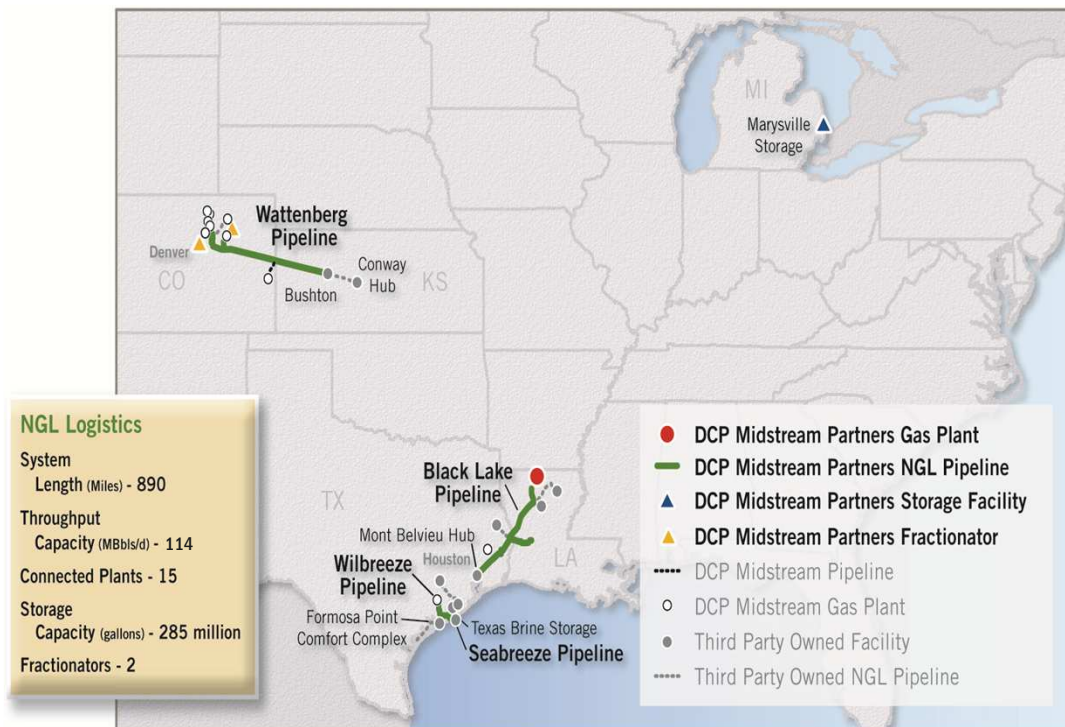 MI
Marysville
Storage
Wattenberg
Pipeline
Denver
CO
Bushton
Conway
Hub
KS
NGL Logistics
System
Length (Miles) - 890
Throughput
Capacity (MBbls/d) - 114
Connected Plants - 15
Storage
Capacity (gallons) - 285 million
Fractionators - 2
TX
Black Lake
Pipeline
Mont Belvieu Hub
Houston
LA
Wilbreeze
Pipeline
Formosa Point
Comfort Complex
Texas Brine Storage
Seabreeze Pipeline
DCP Midstream Partners Gas Plant
DCP Midstream Partners NGL Pipeline
DCP Midstream Partners Storage Facility
DCP Midstream Partners Fractionator
DCP Midstream Pipeline
DCP Midstream Gas Plant
Third Party Owned Facility
Third Party Owned NGL Pipeline